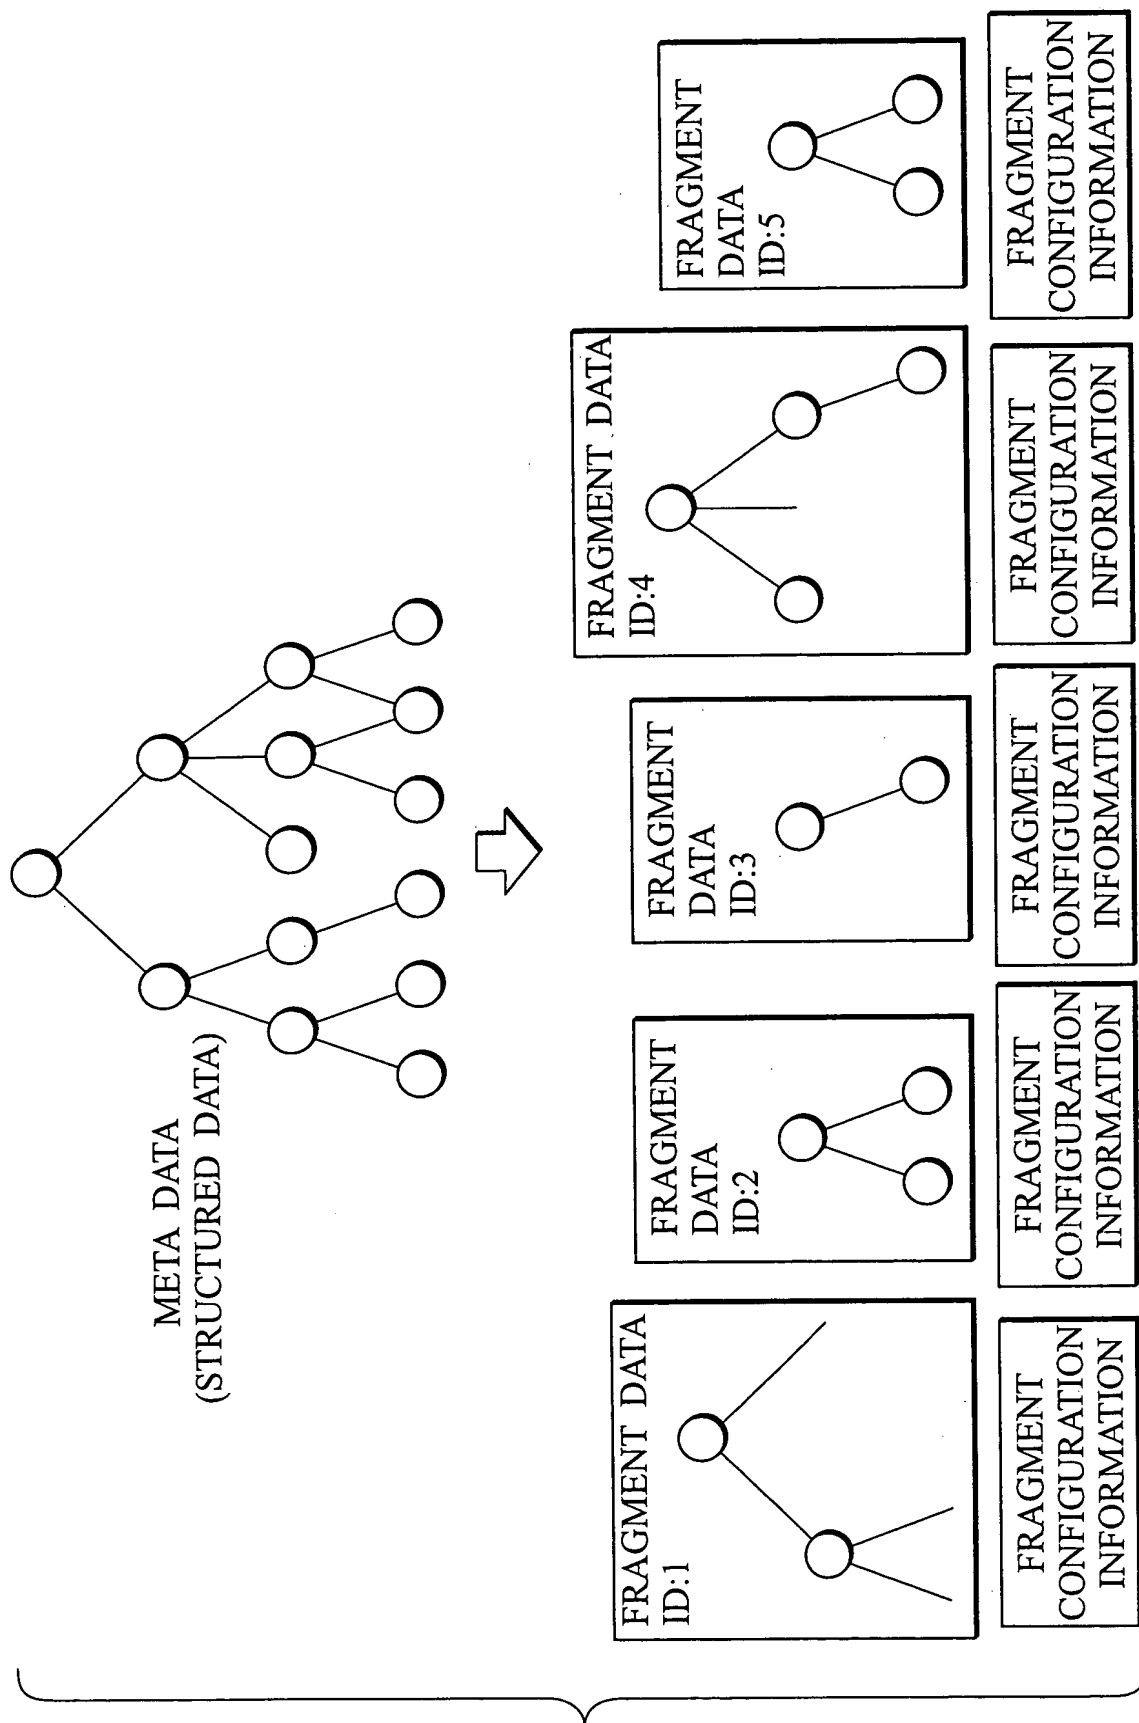 META DATA
(STRUCTURED DATA)
FRAGMENT DATA
ID:1
FRAGMENT
DATA
ID:2
FRAGMENT
DATA
ID:3
FRAGMENT DATA
ID:4
FRAGMENT
DATA
ID:5
FRAGMENT
CONFIGURATION
INFORMATION
FRAGMENT
CONFIGURATION
INFORMATION
FRAGMENT
CONFIGURATION
INFORMATION
FRAGMENT
CONFIGURATION
INFORMATION
FRAGMENT
CONFIGURATION
INFORMATION